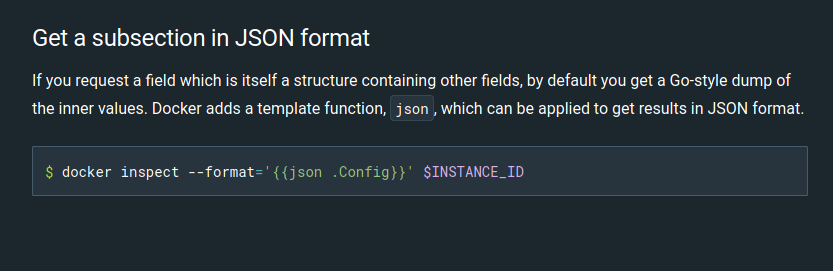 Get a subsection in JSON format
If you request a field which is itself a structure containing other fields, by default you get a Go-style dump of
the inner values. Docker adds a template function, json, which can be applied to get results in JSON format.
$ docker inspect --format='{{json .Config}}' $INSTANCE_ID